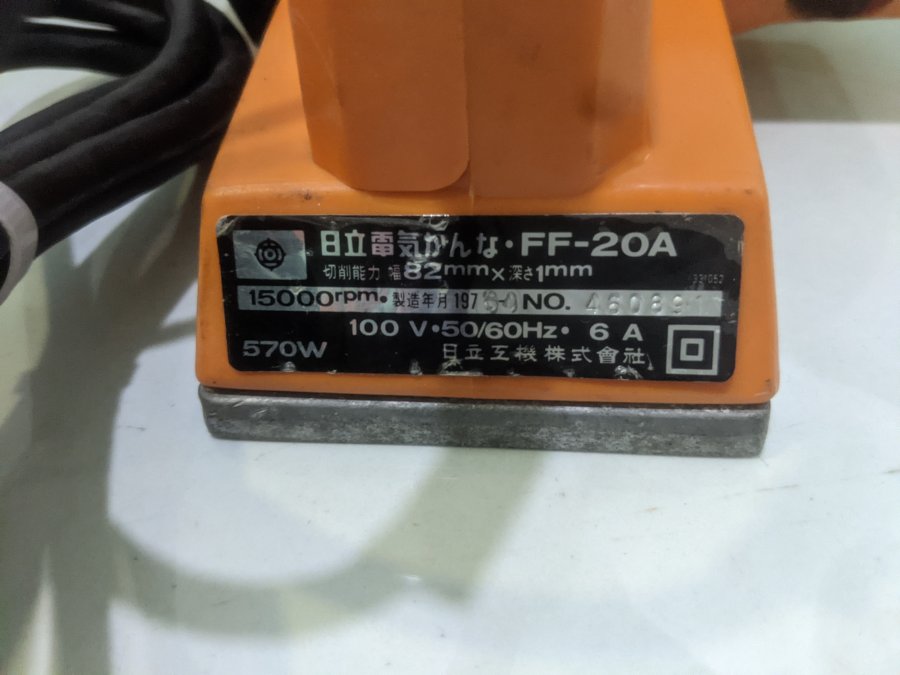 日立電気かんな・FF-20A
切削能力 幅82mm×深さ1mm
15000rpm・製造年月 197 NO.
100 V・50/60Hz・ 6 A
570W 日立工機株式會社